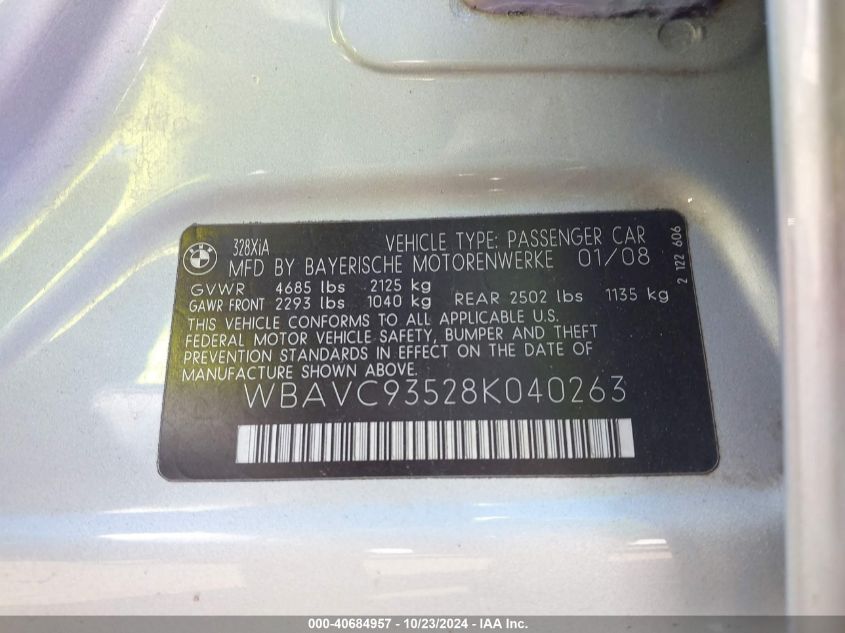 BMW
328XiA
VEHICLE TYPE: PASSENGER CAR
MFD BY BAYERISCHE MOTORENWERKE 01/08
GVWR 4685 lbs 2125 kg
GAWR FRONT 2293 lbs 1040 kg REAR 2502 lbs 1135 kg
THIS VEHICLE CONFORMS TO ALL APPLICABLE U.S.
FEDERAL MOTOR VEHICLE SAFETY, BUMPER AND THEFT
PREVENTION STANDARDS IN EFFECT ON THE DATE OF
MANUFACTURE SHOWN ABOVE.
WBAVC93528K040263
2 122 606
000-40684957 - 10/23/2024 - IAA Inc.